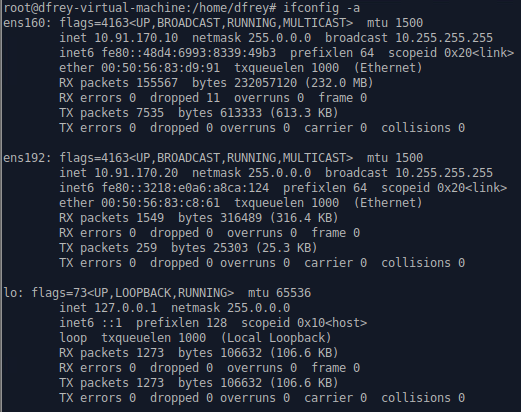 root@dfrey-virtual-machine:/home/dfrey# ifconfig -a
ens160: flags=4163<UP,BROADCAST,RUNNING,MULTICAST>  mtu 1500
        inet 10.91.170.10  netmask 255.0.0.0  broadcast 10.255.255.255
        inet6 fe80::48d4:6993:8339:49b3  prefixlen 64  scopeid 0x20<link>
        ether 00:50:56:83:d9:91  txqueuelen 1000  (Ethernet)
        RX packets 155567  bytes 232057120 (232.0 MB)
        RX errors 0  dropped 11  overruns 0  frame 0
        TX packets 7535  bytes 613333 (613.3 KB)
        TX errors 0  dropped 0 overruns 0  carrier 0  collisions 0

ens192: flags=4163<UP,BROADCAST,RUNNING,MULTICAST>  mtu 1500
        inet 10.91.170.20  netmask 255.0.0.0  broadcast 10.255.255.255
        inet6 fe80::3218:e0a6:a8ca:124  prefixlen 64  scopeid 0x20<link>
        ether 00:50:56:83:c8:61  txqueuelen 1000  (Ethernet)
        RX packets 1549  bytes 316489 (316.4 KB)
        RX errors 0  dropped 0  overruns 0  frame 0
        TX packets 259  bytes 25303 (25.3 KB)
        TX errors 0  dropped 0 overruns 0  carrier 0  collisions 0

lo: flags=73<UP,LOOPBACK,RUNNING>  mtu 65536
        inet 127.0.0.1  netmask 255.0.0.0
        inet6 ::1  prefixlen 128  scopeid 0x10<host>
        loop  txqueuelen 1000  (Local Loopback)
        RX packets 1273  bytes 106632 (106.6 KB)
        RX errors 0  dropped 0  overruns 0  frame 0
        TX packets 1273  bytes 106632 (106.6 KB)
        TX errors 0  dropped 0 overruns 0  carrier 0  collisions 0